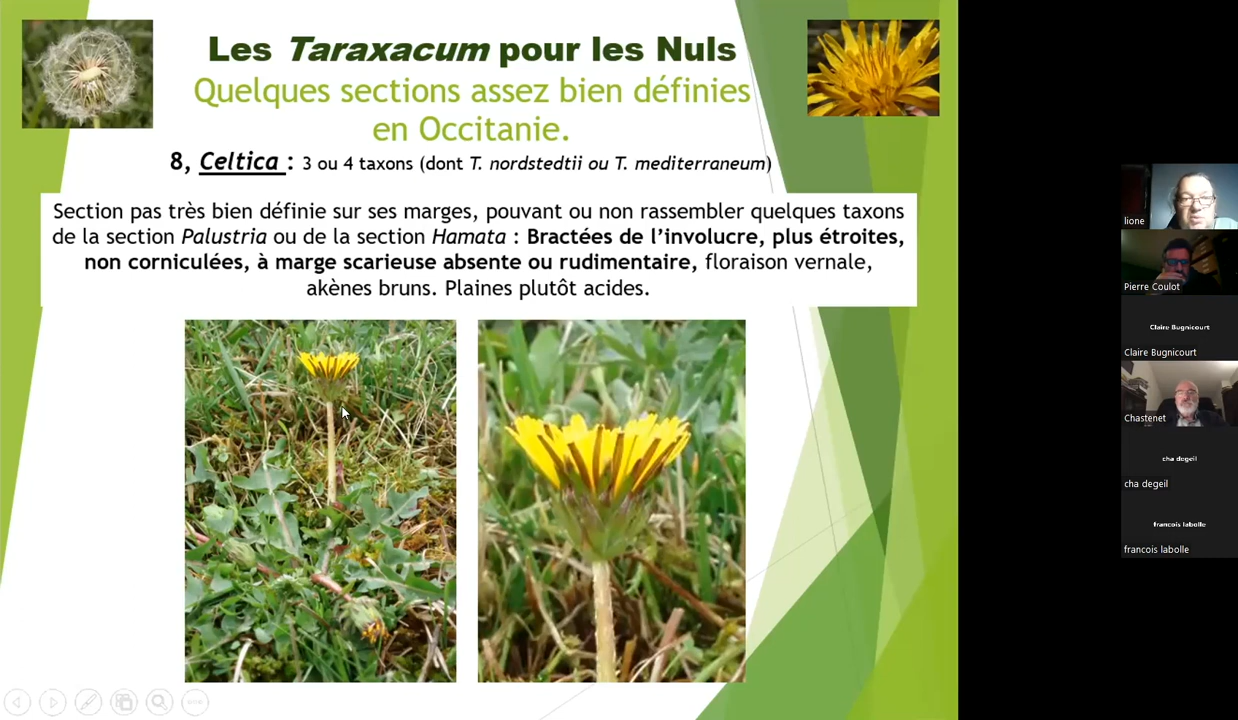 Les Taraxacum pour les Nuls
Quelques sections assez bien définies
en Occitanie.
8, Celtica : 3 ou 4 taxons (dont T. nordstedtii ou T. mediterraneum)
Section pas très bien définie sur ses marges, pouvant ou non rassembler quelques taxons
de la section Palustria ou de la section Hamata : Bractées de l’involucre, plus étroites,
non corniculées, à marge scarieuse absente ou rudimentaire, floraison vernale,
akènes bruns. Plaines plutôt acides.
lione
Pierre Coulot
Claire Bugnicourt
Claire Bugnicourt
Chastenet
cha degeil
cha degeil
francois labolle
francois labolle